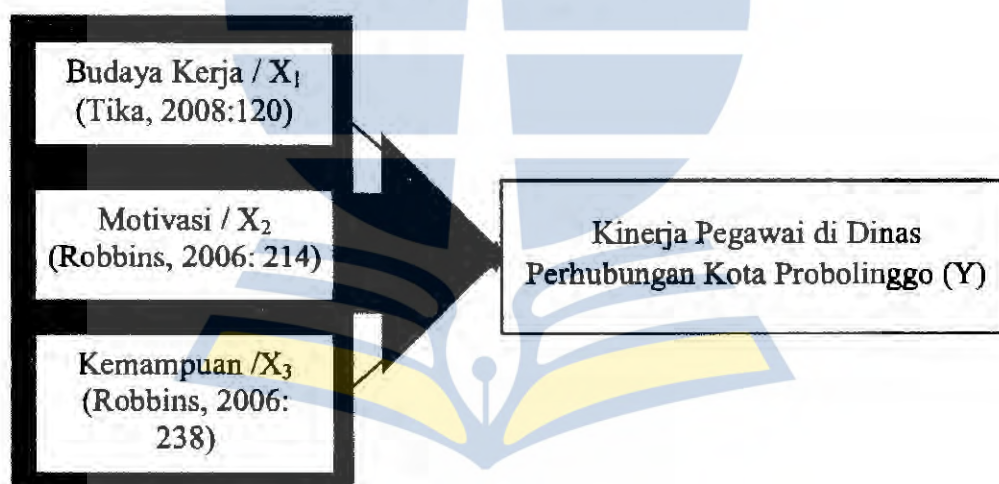 Budaya Kerja / X₁
(Tika, 2008:120)
Motivasi / X₂
(Robbins, 2006: 214)
Kemampuan /X₃
(Robbins, 2006:
238)
Kinerja Pegawai di Dinas
Perhubungan Kota Probolinggo (Y)